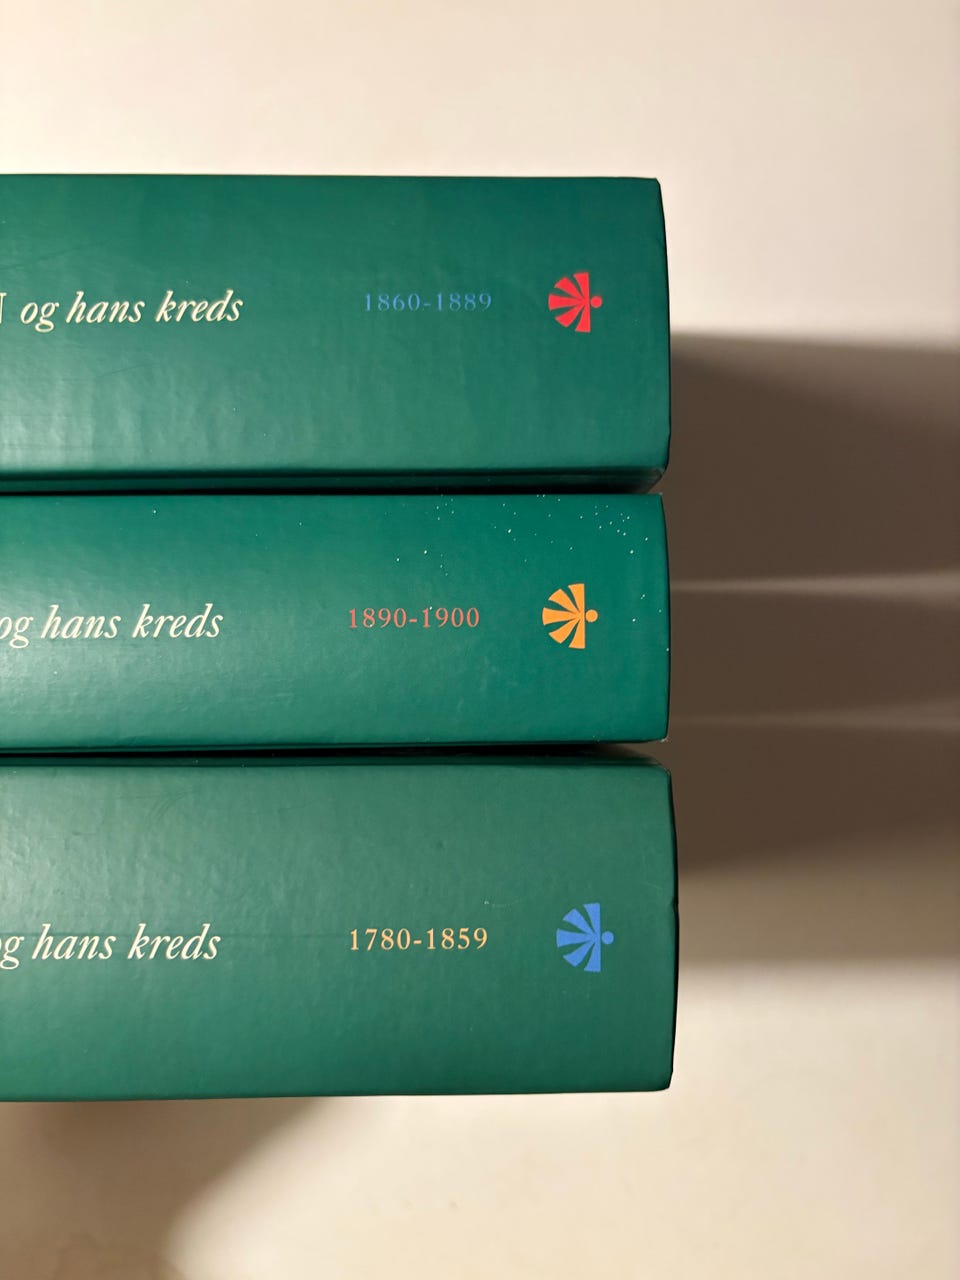 og hans kreds 1860-1889
og hans kreds 1890-1900
og hans kreds 1780-1859